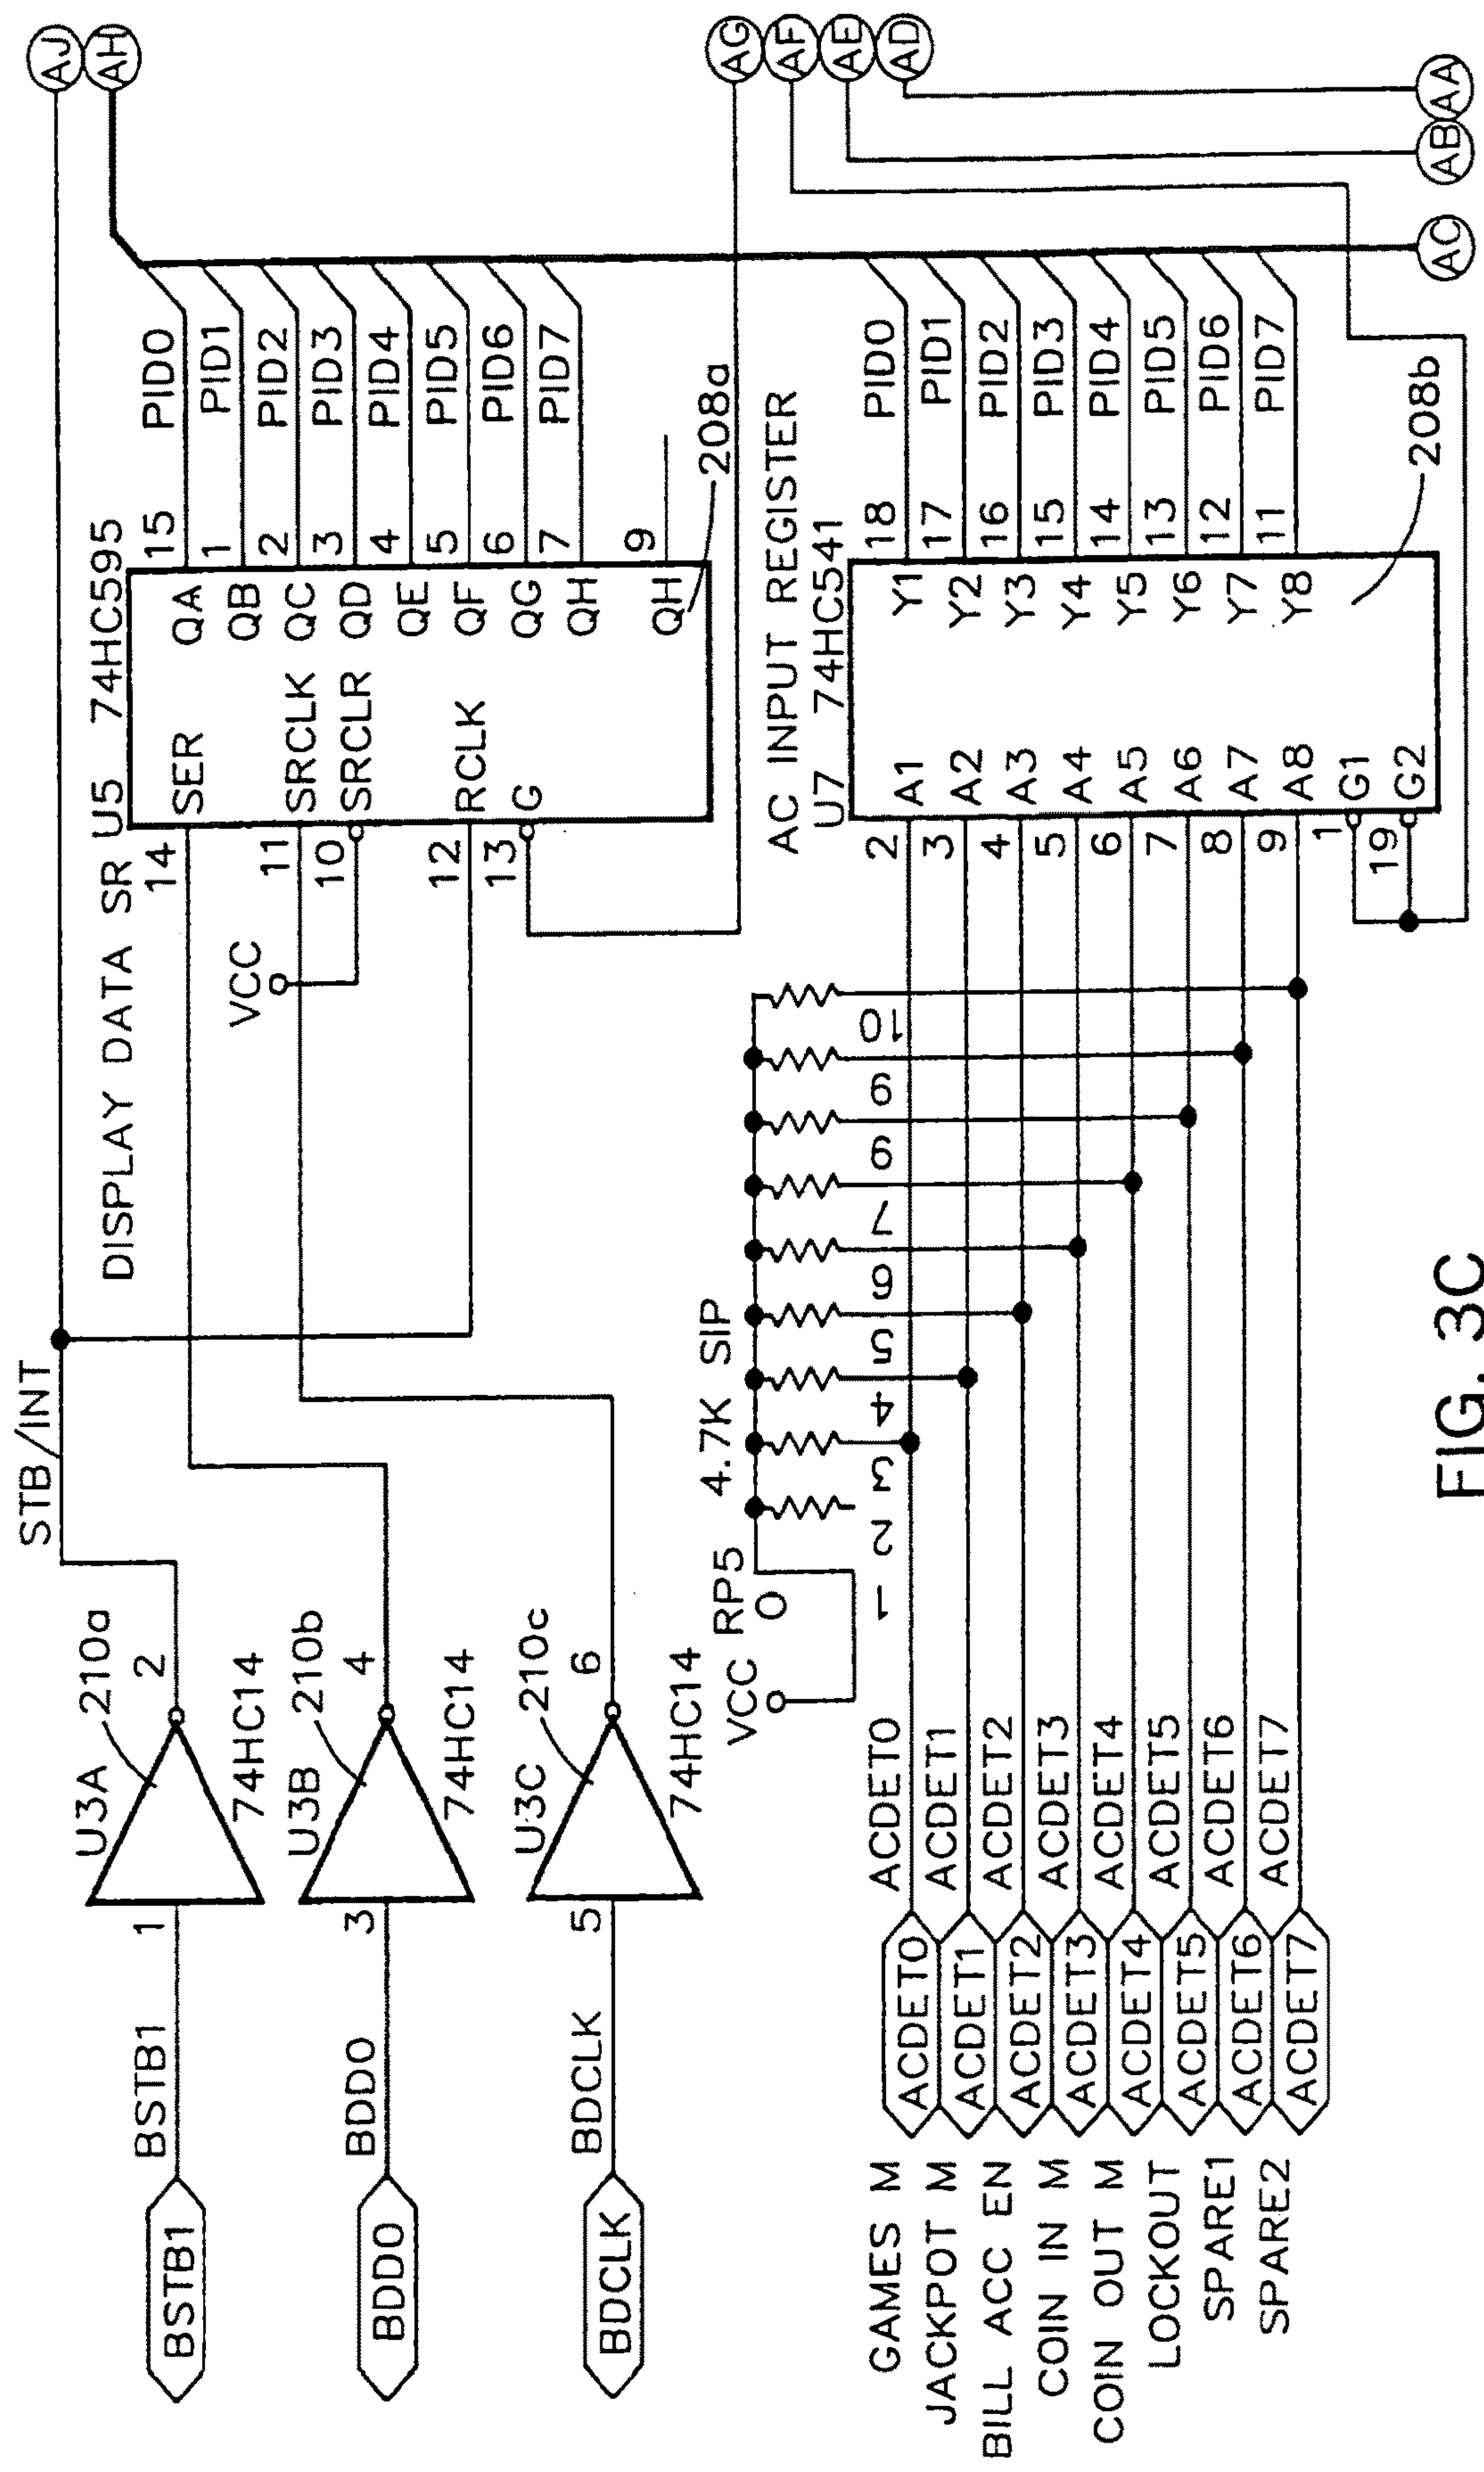 STB/INT
BSTB1
BSTB1
1
U3A
210a
2
74HC14
BDD0
BDD0
3
U3B
210b
4
74HC14
BDCLK
BDCLK
5
U3C
210c
6
74HC14
DISPLAY DATA SR
U5 74HC595
VCC
14 SER QA 15 PID0
QB 1 PID1
11 SRCLK QC 2 PID2
10 SRCLR QD 3 PID3
QE 4 PID4
12 RCLK QF 5 PID5
13 G QG 6 PID6
QH 7 PID7
QH 9
208a
AJ
AH
AG
AF
AE
AD
VCC RP5 4.7K SIP
0
1 2 3 4 5 6 7 9 9 10
AC INPUT REGISTER
U7 74HC541
GAMES M ACDET0 ACDET0 2 A1 Y1 18 PID0
JACKPOT M ACDET1 ACDET1 3 A2 Y2 17 PID1
BILL ACC EN ACDET2 ACDET2 4 A3 Y3 16 PID2
COIN IN M ACDET3 ACDET3 5 A4 Y4 15 PID3
COIN OUT M ACDET4 ACDET4 6 A5 Y5 14 PID4
LOCKOUT ACDET5 ACDET5 7 A6 Y6 13 PID5
SPARE1 ACDET6 ACDET6 8 A7 Y7 12 PID6
SPARE2 ACDET7 ACDET7 9 A8 Y8 11 PID7
1 G1
19 G2
208b
AC
AB
AA
FIG. 3C